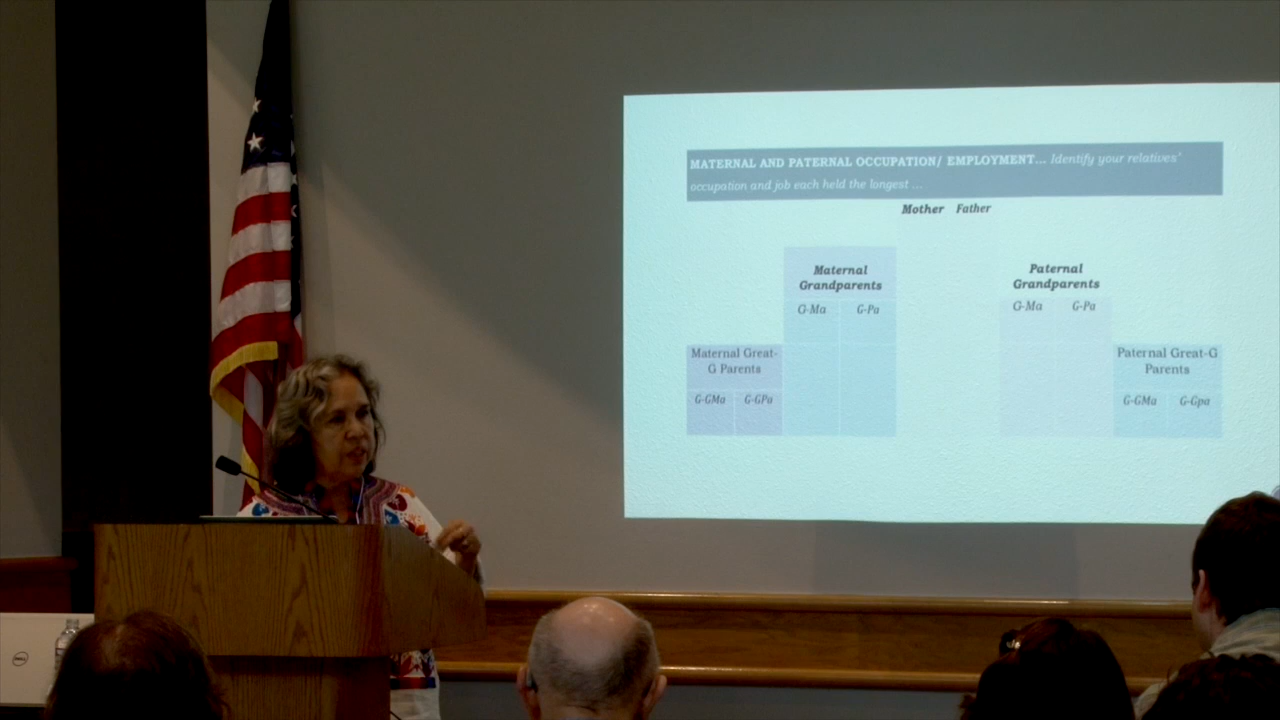 MATERNAL AND PATERNAL OCCUPATION/ EMPLOYMENT... Identify your relatives'
occupation and job each held the longest ...
Mother Father
Maternal
Grandparents
G-Ma G-Pa
Paternal
Grandparents
G-Ma G-Pa
Maternal Great-
G Parents
G-GMa G-GPa
Paternal Great-G
Parents
G-GMa G-Gpa
DELL